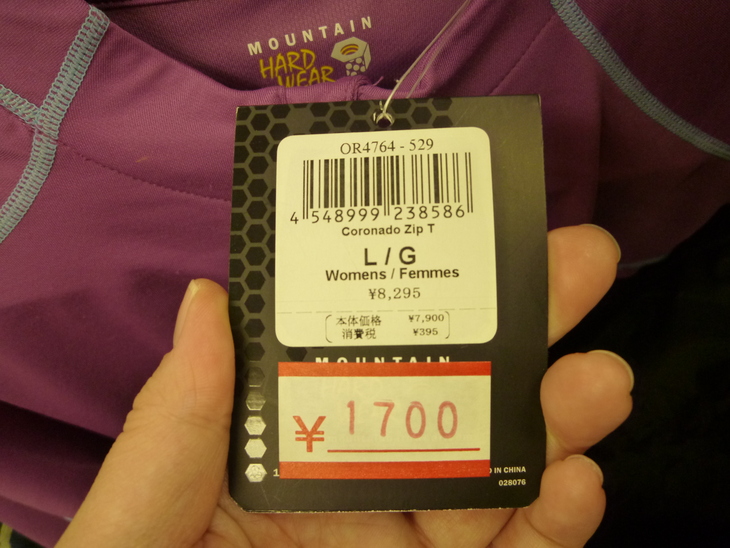 MOUNTAIN
HARD
WEAR
OR4764 - 529
4 548999 238586
Coronado Zip T
L / G
Womens / Femmes
¥8,295
本体価格 ¥7,900
消費税 ¥395
MOUNTAIN
¥ 1700
D IN CHINA
028076